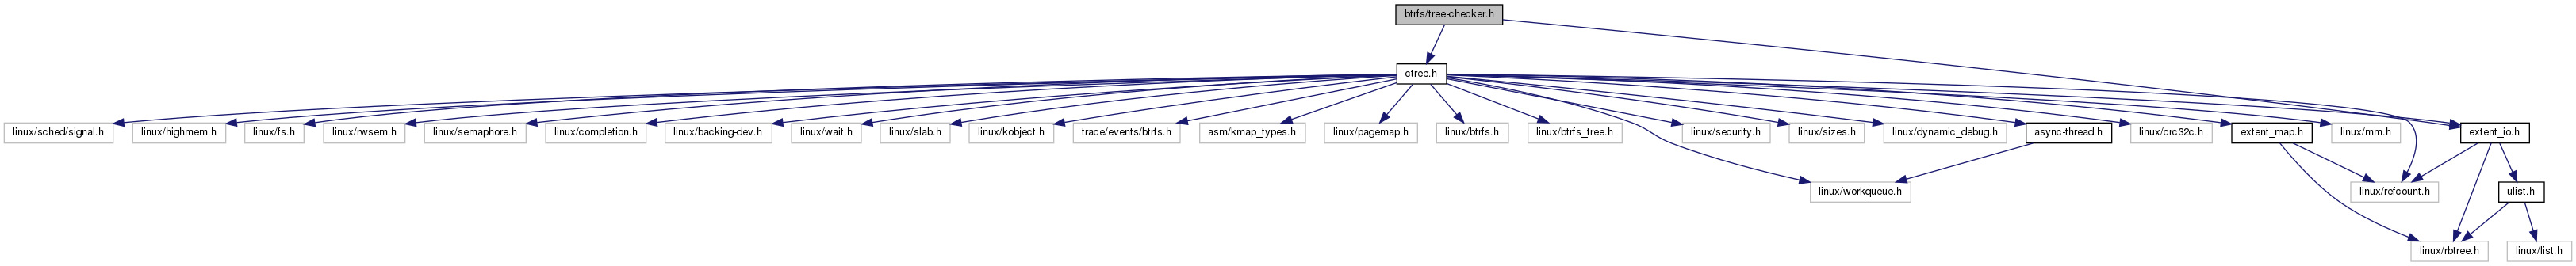 btrfs/tree-checker.h
ctree.h
linux/sched/signal.h
linux/highmem.h
linux/fs.h
linux/rwsem.h
linux/semaphore.h
linux/completion.h
linux/backing-dev.h
linux/wait.h
linux/slab.h
linux/kobject.h
trace/events/btrfs.h
asm/kmap_types.h
linux/pagemap.h
linux/btrfs.h
linux/btrfs_tree.h
linux/security.h
linux/sizes.h
linux/dynamic_debug.h
async-thread.h
linux/crc32c.h
extent_map.h
linux/mm.h
extent_io.h
linux/workqueue.h
linux/refcount.h
ulist.h
linux/rbtree.h
linux/list.h